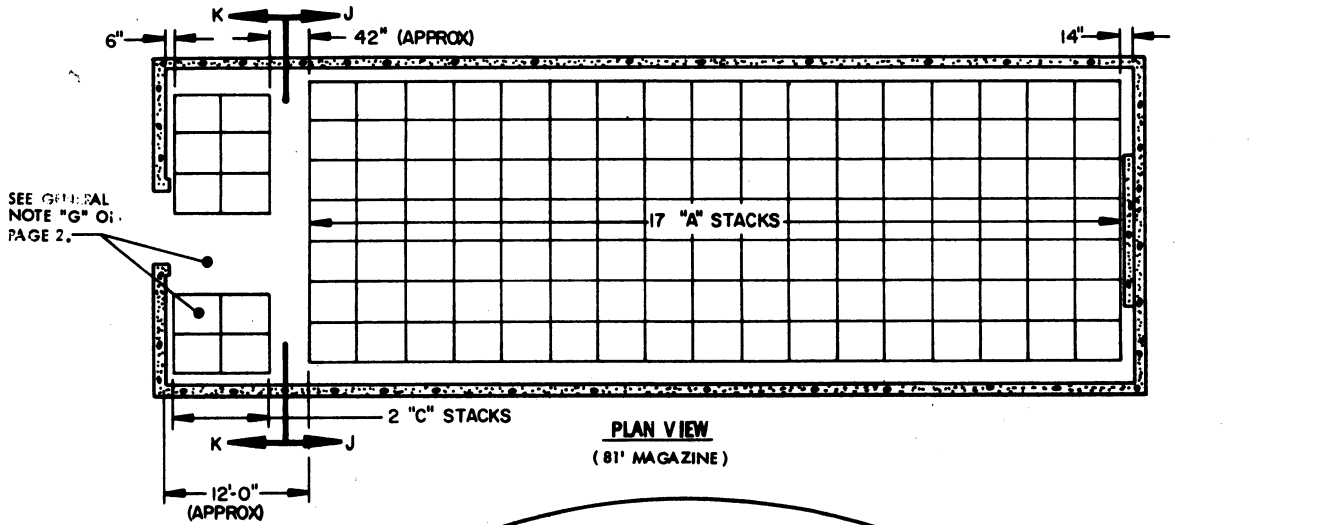 K J
6" 42" (APPROX) 14"
SEE GENERAL
NOTE "G"
PAGE 2.
17 "A" STACKS
2 "C" STACKS
K J
PLAN VIEW
(81' MAGAZINE)
12'-0"
(APPROX)